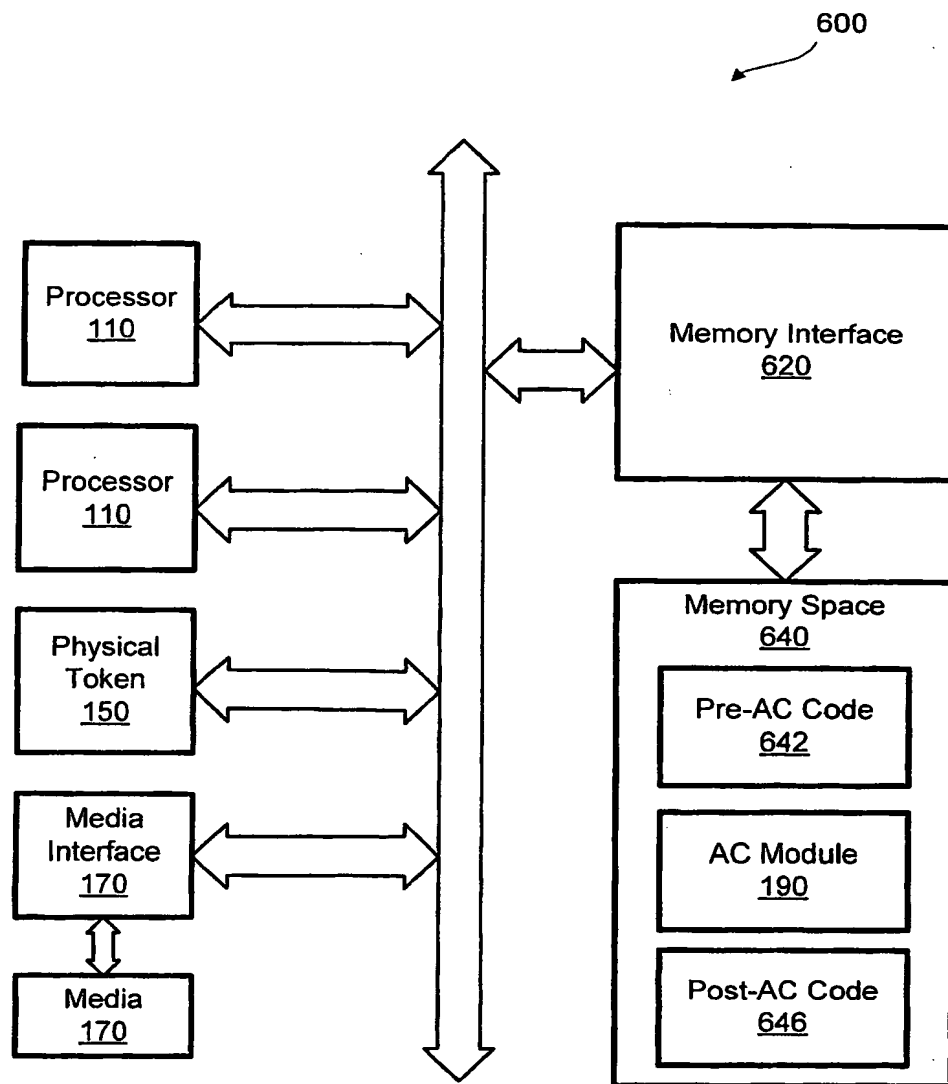 600
Processor
110
Processor
110
Physical
Token
150
Media
Interface
170
Media
170
Memory Interface
620
Memory Space
640
Pre-AC Code
642
AC Module
190
Post-AC Code
646